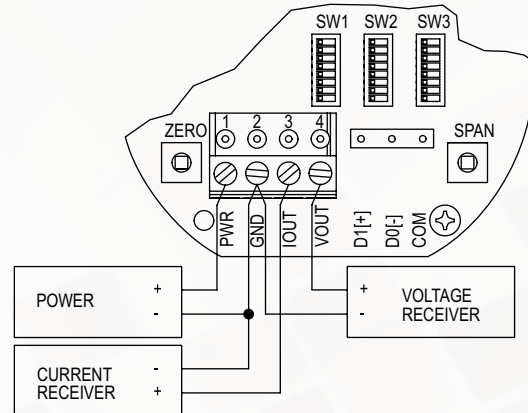 SW1 SW2 SW3
1 2 3 4
ZERO SPAN
PWR GND IOUT VOUT D1[+] D0[-] COM
POWER + -
+ - VOLTAGE
RECEIVER
CURRENT
RECEIVER - +